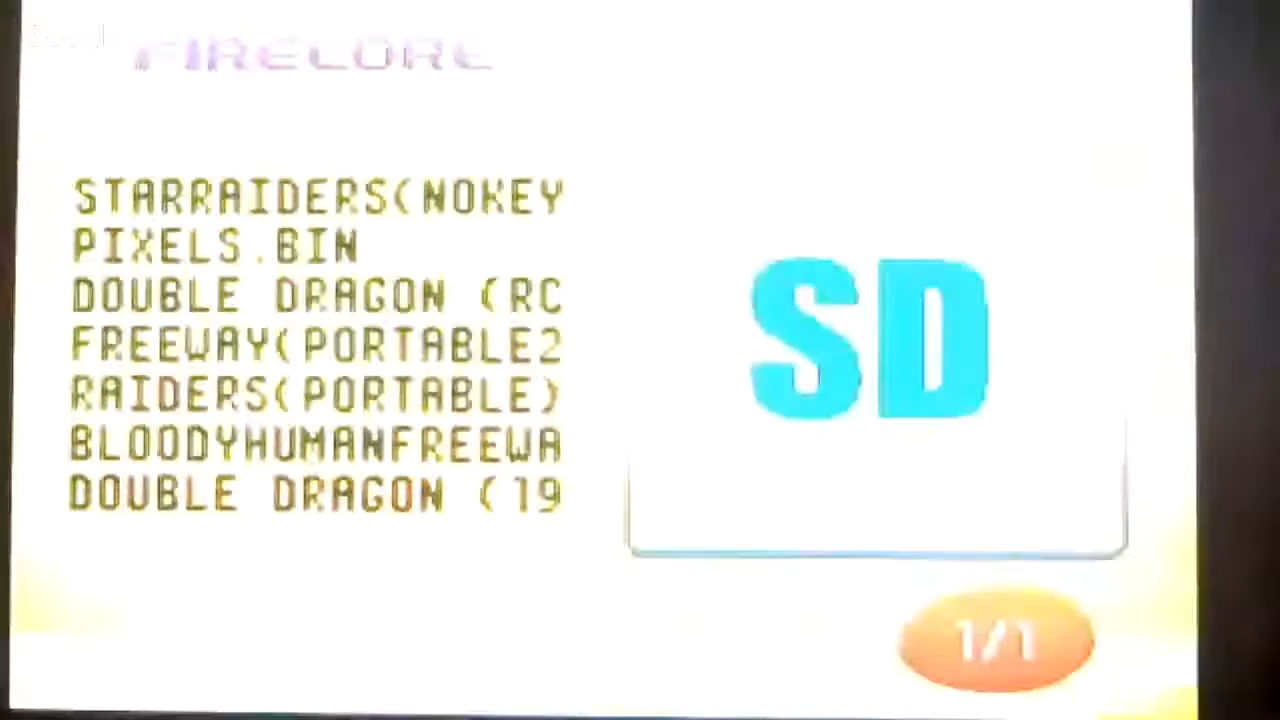 FIRECORE
STARRAIDERS(NOKEY
PIXELS.BIN
DOUBLE DRAGON (RC
FREEWAY(PORTABLE2
RAIDERS(PORTABLE)
BLOODYHUMANFREEWA
DOUBLE DRAGON (19
SD
1/1